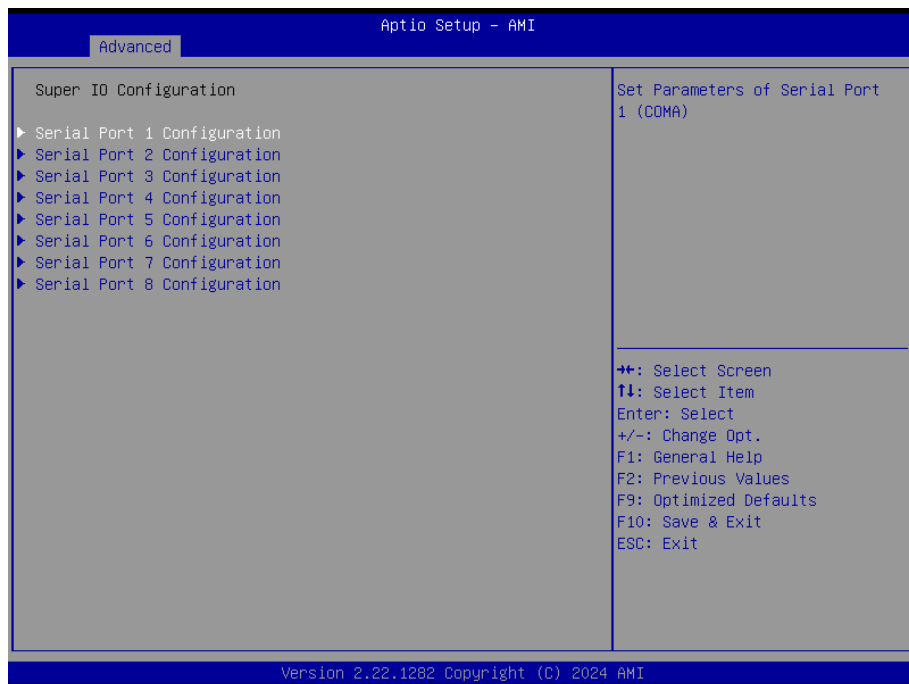 Aptio Setup - AMI
Advanced
Super IO Configuration
Serial Port 1 Configuration
Serial Port 2 Configuration
Serial Port 3 Configuration
Serial Port 4 Configuration
Serial Port 5 Configuration
Serial Port 6 Configuration
Serial Port 7 Configuration
Serial Port 8 Configuration
Set Parameters of Serial Port
1 (COMA)
→←: Select Screen
↑↓: Select Item
Enter: Select
+/-: Change Opt.
F1: General Help
F2: Previous Values
F9: Optimized Defaults
F10: Save & Exit
ESC: Exit
Version 2.22.1282 Copyright (C) 2024 AMI